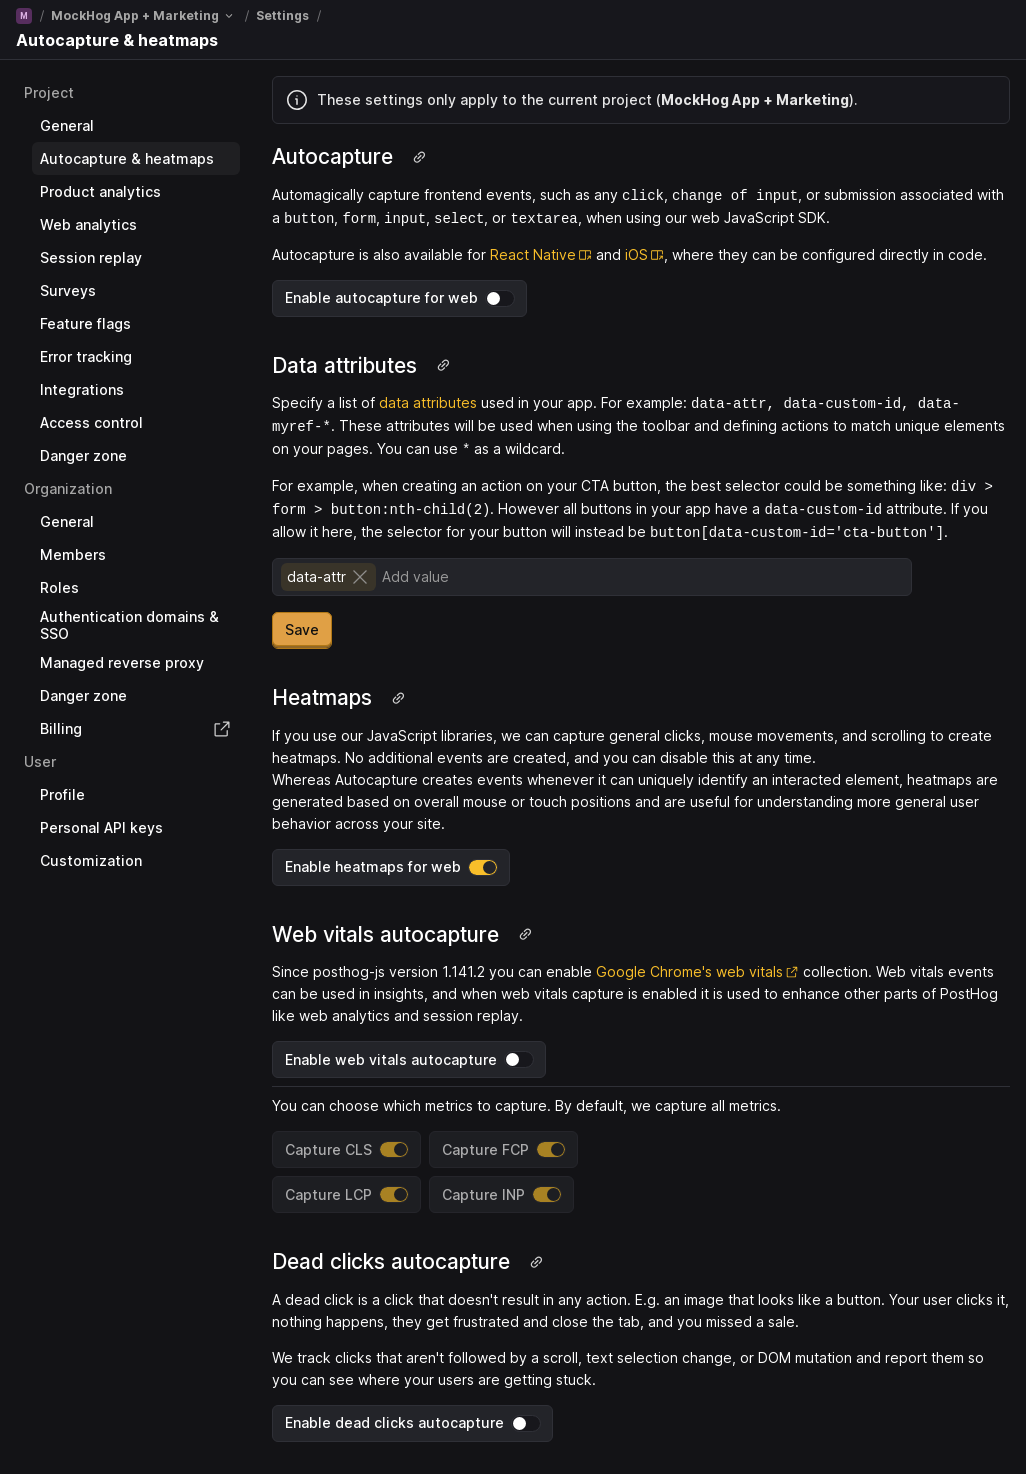 M / MockHog App + Marketing / Settings /
Autocapture & heatmaps
Project
General
Autocapture & heatmaps
Product analytics
Web analytics
Session replay
Surveys
Feature flags
Error tracking
Integrations
Access control
Danger zone
Organization
General
Members
Roles
Authentication domains &
SSO
Managed reverse proxy
Danger zone
Billing
User
Profile
Personal API keys
Customization
These settings only apply to the current project (MockHog App + Marketing).
Autocapture
Automagically capture frontend events, such as any click, change of input, or submission associated with
a button, form, input, select, or textarea, when using our web JavaScript SDK.
Autocapture is also available for React Native and iOS, where they can be configured directly in code.
Enable autocapture for web
Data attributes
Specify a list of data attributes used in your app. For example: data-attr, data-custom-id, data-
myref-*. These attributes will be used when using the toolbar and defining actions to match unique elements
on your pages. You can use * as a wildcard.
For example, when creating an action on your CTA button, the best selector could be something like: div >
form > button:nth-child(2). However all buttons in your app have a data-custom-id attribute. If you
allow it here, the selector for your button will instead be button[data-custom-id='cta-button'].
data-attr Add value
Save
Heatmaps
If you use our JavaScript libraries, we can capture general clicks, mouse movements, and scrolling to create
heatmaps. No additional events are created, and you can disable this at any time.
Whereas Autocapture creates events whenever it can uniquely identify an interacted element, heatmaps are
generated based on overall mouse or touch positions and are useful for understanding more general user
behavior across your site.
Enable heatmaps for web
Web vitals autocapture
Since posthog-js version 1.141.2 you can enable Google Chrome's web vitals collection. Web vitals events
can be used in insights, and when web vitals capture is enabled it is used to enhance other parts of PostHog
like web analytics and session replay.
Enable web vitals autocapture
You can choose which metrics to capture. By default, we capture all metrics.
Capture CLS Capture FCP
Capture LCP Capture INP
Dead clicks autocapture
A dead click is a click that doesn't result in any action. E.g. an image that looks like a button. Your user clicks it,
nothing happens, they get frustrated and close the tab, and you missed a sale.
We track clicks that aren't followed by a scroll, text selection change, or DOM mutation and report them so
you can see where your users are getting stuck.
Enable dead clicks autocapture